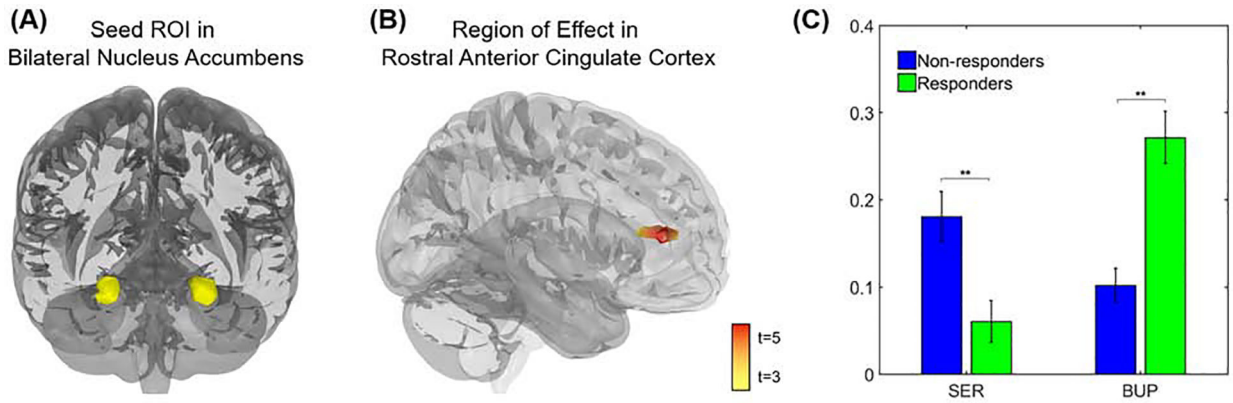 (A)
Seed ROI in
Bilateral Nucleus Accumbens
(B)
Region of Effect in
Rostral Anterior Cingulate Cortex
t=5
t=3
(C)
0.4
0.3
0.2
0.1
0
Non-responders
Responders
**
**
SER
BUP